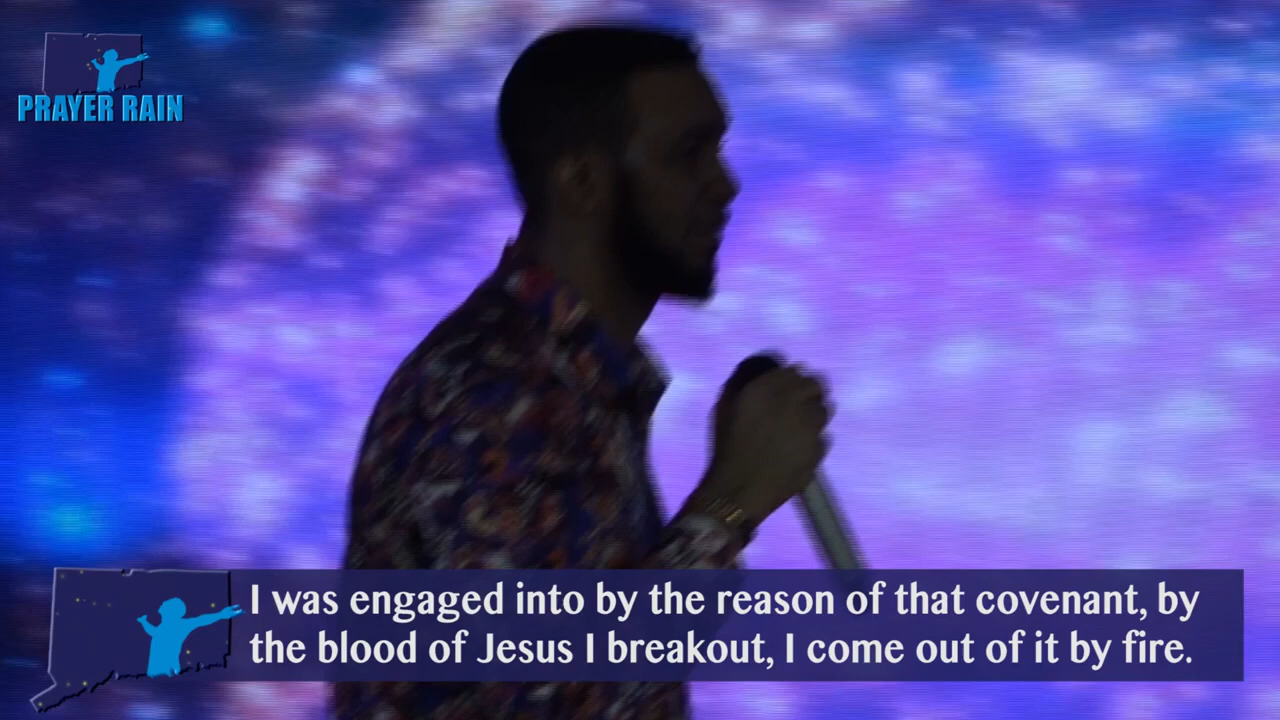 PRAYER RAIN
I was engaged into by the reason of that covenant, by
the blood of Jesus I breakout, I come out of it by fire.